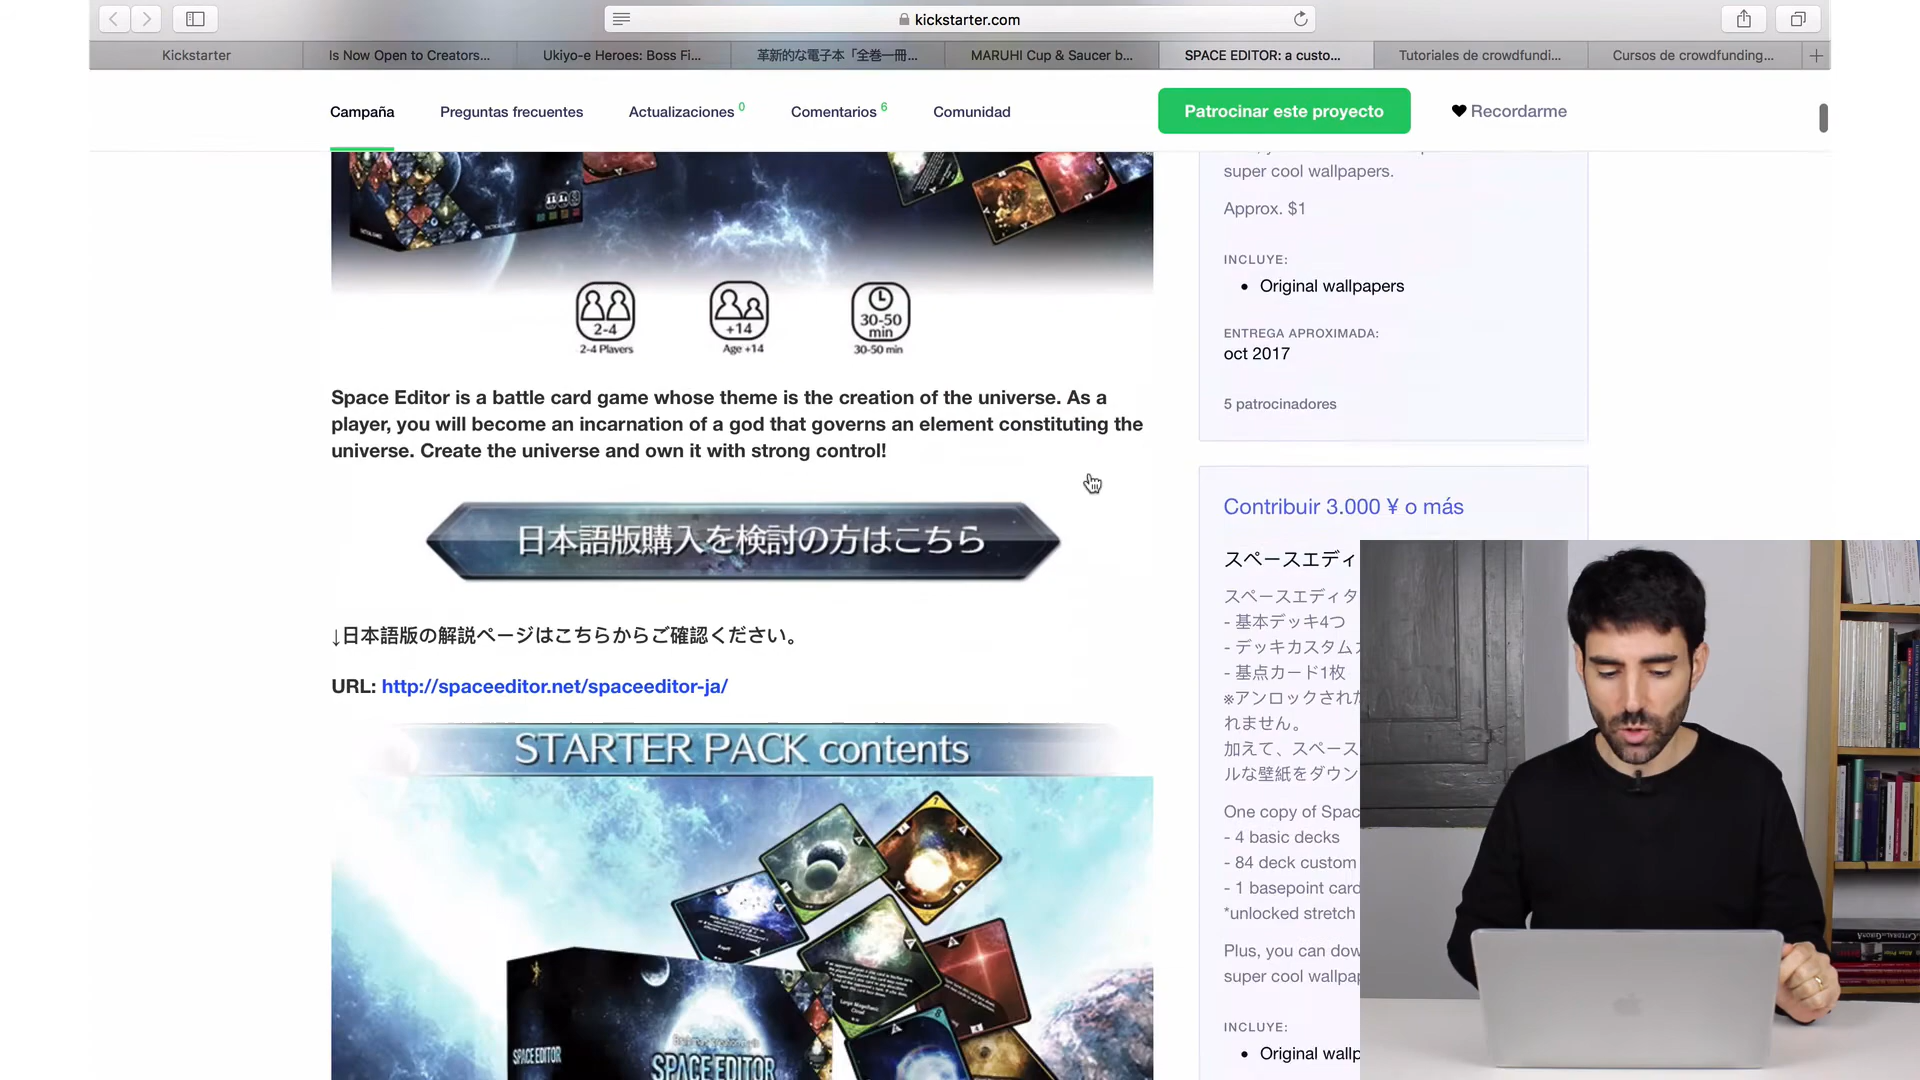 kickstarter.com
Kickstarter
Is Now Open to Creators...
Ukiyo-e Heroes: Boss Fi...
革新的な電子本「全巻一冊...
MARUHI Cup & Saucer b...
SPACE EDITOR: a custo...
Tutoriales de crowdfundi...
Cursos de crowdfunding...
Campaña
Preguntas frecuentes
Actualizaciones 0
Comentarios 6
Comunidad
Patrocinar este proyecto
Recordarme
2-4
2-4 Players
+14
Age +14
30-50
min
30-50 min
Space Editor is a battle card game whose theme is the creation of the universe. As a
player, you will become an incarnation of a god that governs an element constituting the
universe. Create the universe and own it with strong control!
日本語版購入を検討の方はこちら
↓日本語版の解説ページはこちらからご確認ください。
URL: http://spaceeditor.net/spaceeditor-ja/
STARTER PACK contents
SPACE EDITOR
SPACE EDITOR
super cool wallpapers.
Approx. $1
INCLUYE:
• Original wallpapers
ENTREGA APROXIMADA:
oct 2017
5 patrocinadores
Contribuir 3.000 ¥ o más
スペースエディ
スペースエディタ
- 基本デッキ4つ
- デッキカスタム
- 基点カード1枚
※アンロックされた
れません。
加えて、スペース
ルな壁紙をダウン
One copy of Spac
- 4 basic decks
- 84 deck custom
- 1 basepoint card
*unlocked stretch
Plus, you can dow
super cool wallpa
INCLUYE:
• Original wallp